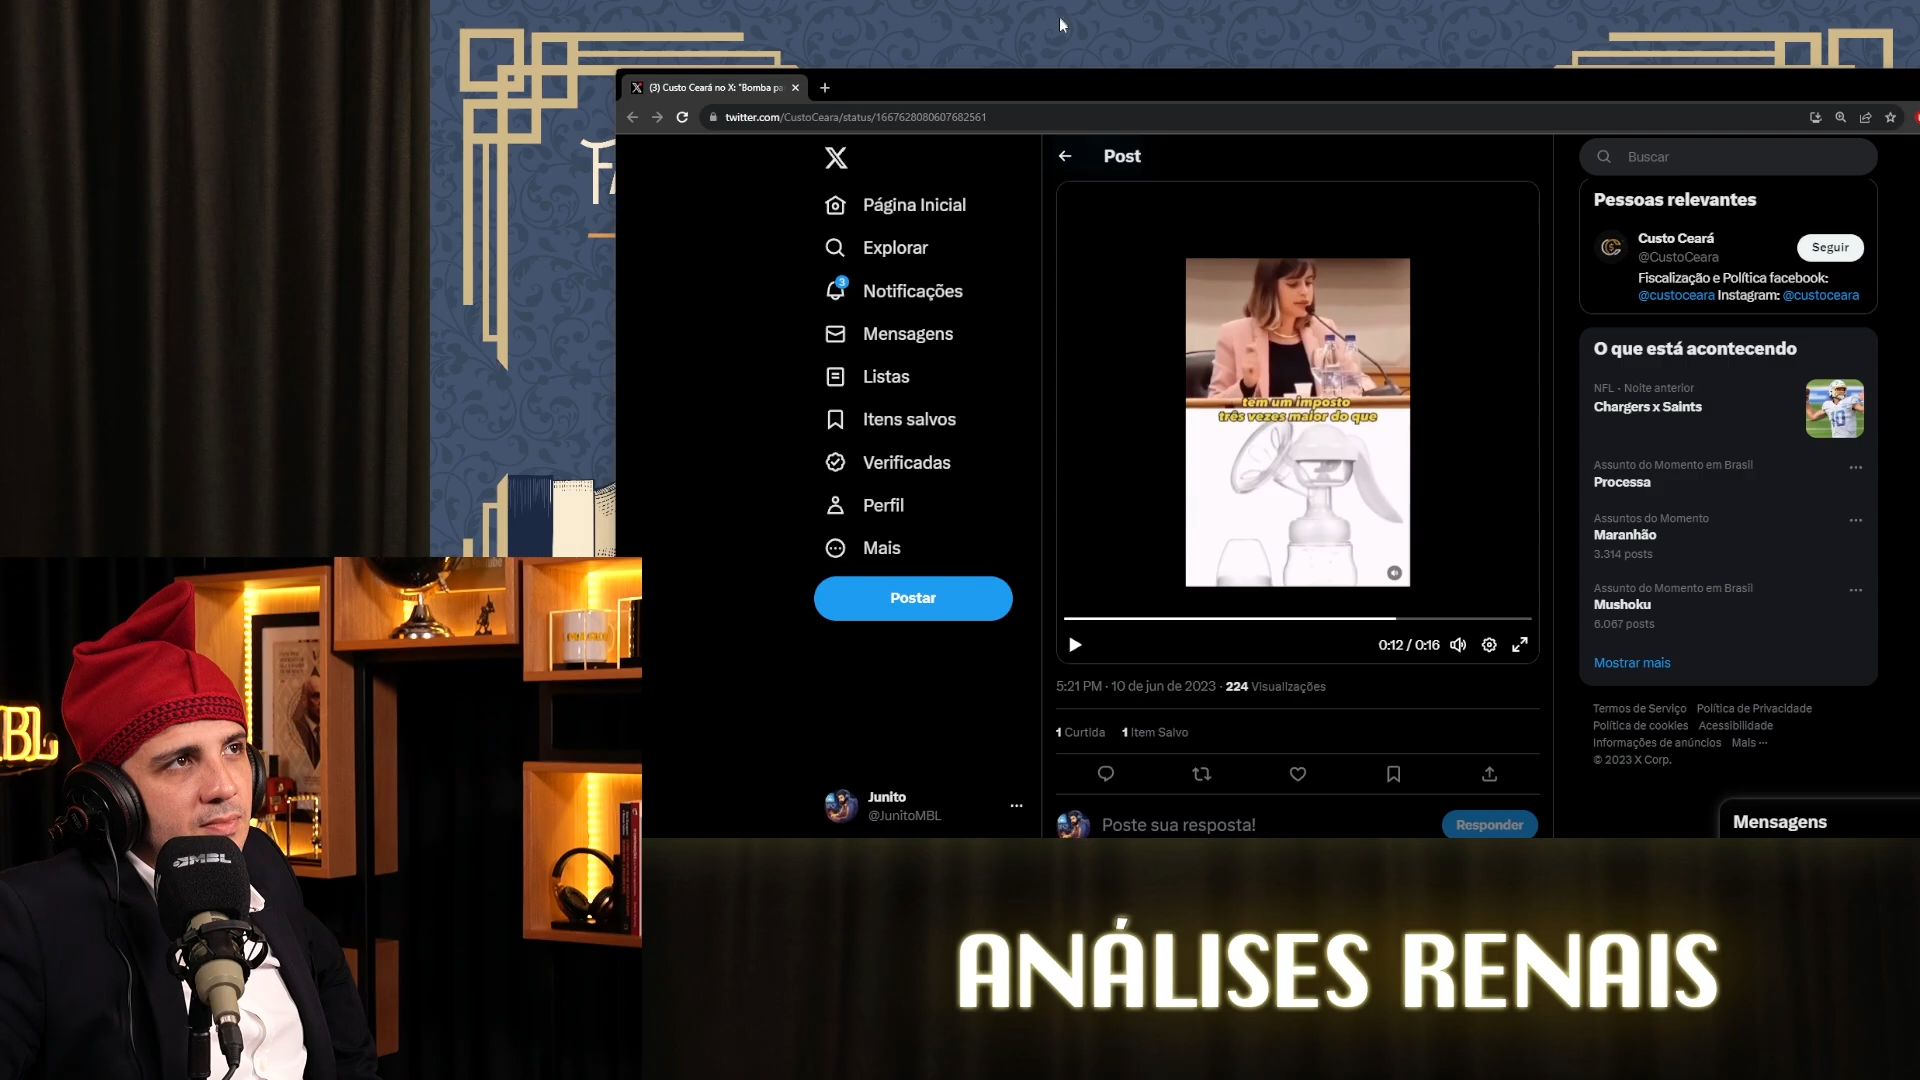 (3) Custo Ceará no X: "Bomba pa
twitter.com/CustoCeara/status/1667628080607682561
FA
Página Inicial
Explorar
3
Notificações
Mensagens
Listas
Itens salvos
Verificadas
Perfil
Mais
Postar
Junito
@JunitoMBL
Post
tem um imposto
três vezes maior do que
0:12 / 0:16
5:21 PM · 10 de jun de 2023 · 224 Visualizações
1 Curtida 1 Item Salvo
Poste sua resposta!
Responder
Buscar
Pessoas relevantes
Custo Ceará
@CustoCeara
Seguir
Fiscalização e Política facebook:
@custoceara Instagram: @custoceara
O que está acontecendo
NFL · Noite anterior
Chargers x Saints
Assunto do Momento em Brasil
Processa
Assuntos do Momento
Maranhão
3.314 posts
Assunto do Momento em Brasil
Mushoku
6.067 posts
Mostrar mais
Termos de Serviço Política de Privacidade
Política de cookies Acessibilidade
Informações de anúncios Mais ···
© 2023 X Corp.
Mensagens
BL
MBL
ANÁLISES RENAIS